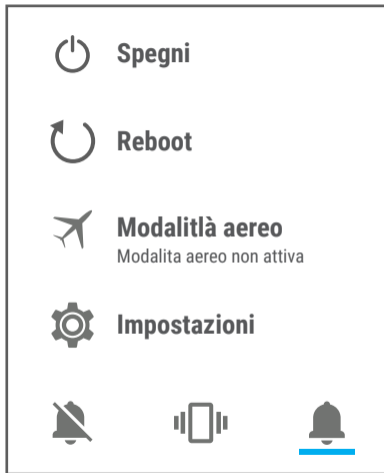 Spegni
Reboot
Modalitlà aereo
Modalita aereo non attiva
Impostazioni